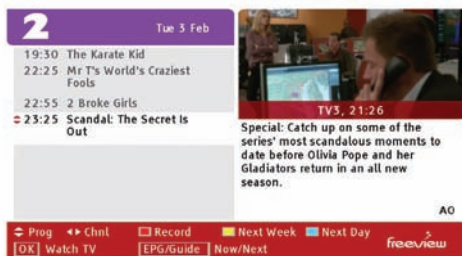 2
Tue 3 Feb
19:30 The Karate Kid
22:25 Mr T's World's Craziest
Fools
22:55 2 Broke Girls
23:25 Scandal: The Secret Is
Out
TV3, 21:26
Special: Catch up on some of the
series' most scandalous moments to
date before Olivia Pope and her
Gladiators return in an all new
season.
AO
Prog Chnl Record Next Week Next Day
OK Watch TV EPG/Guide Now/Next
freeview